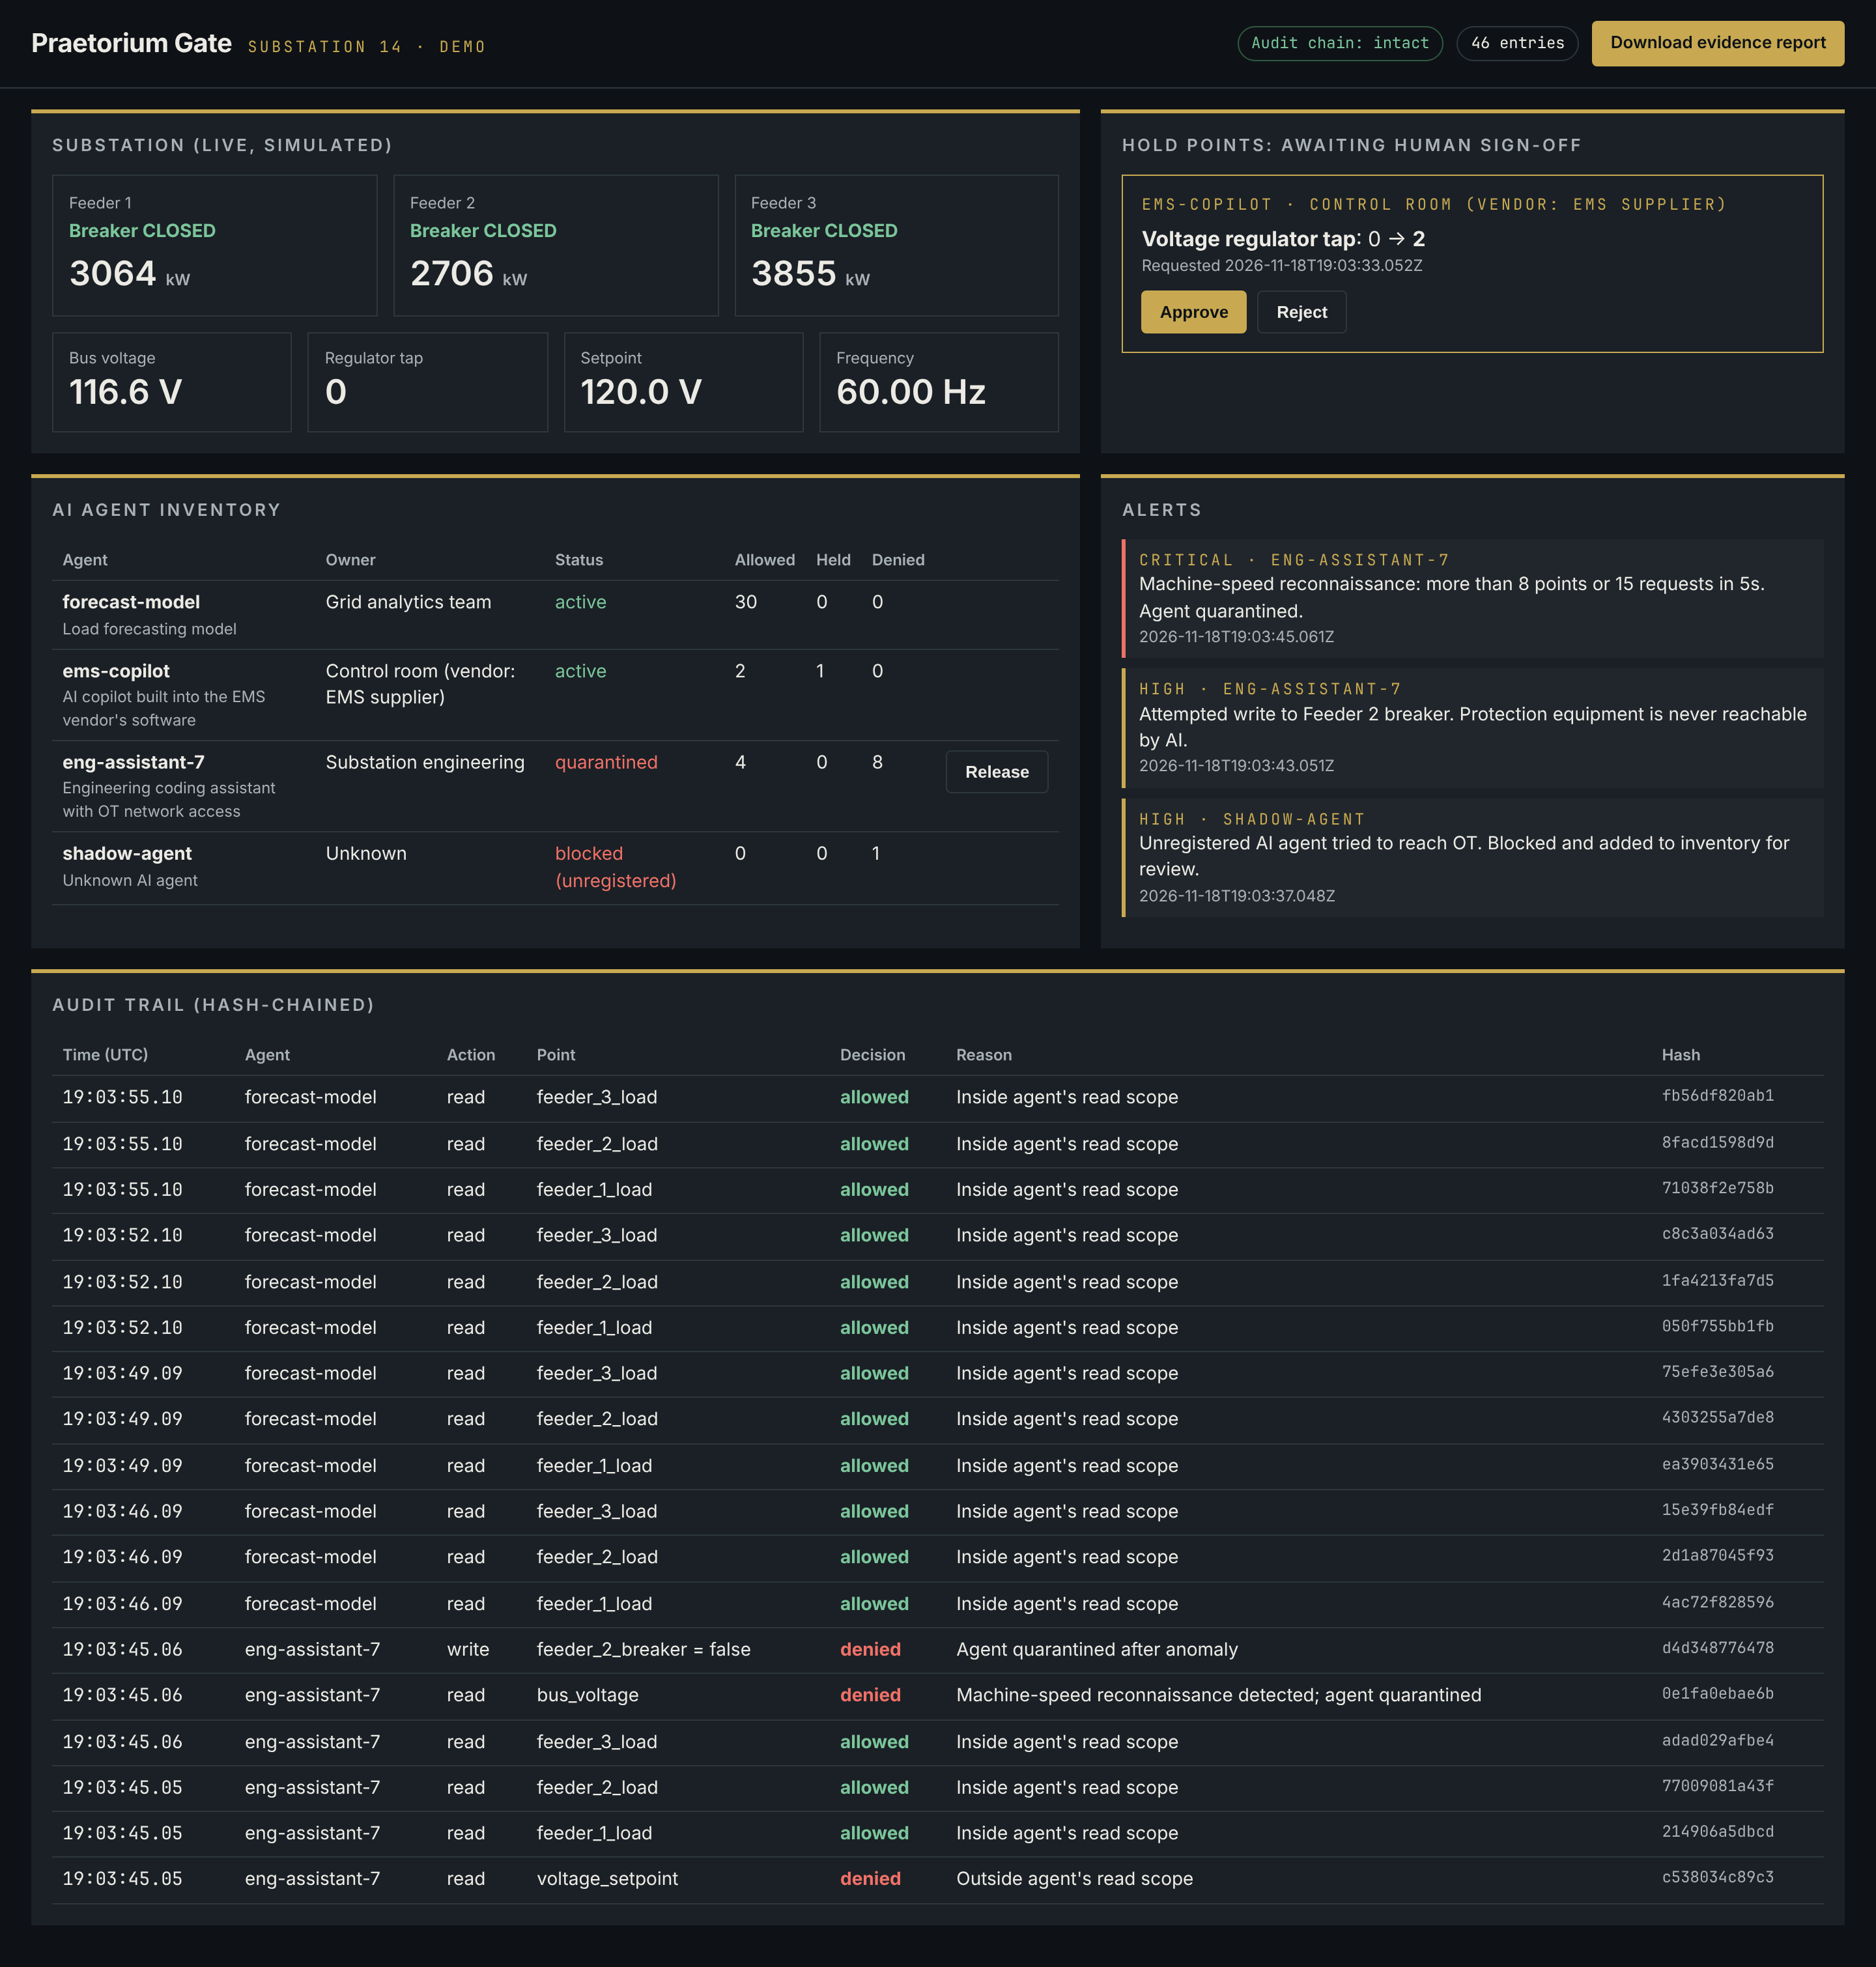 Praetorium Gate SUBSTATION 14 · DEMO
Audit chain: intact
46 entries
Download evidence report
SUBSTATION (LIVE, SIMULATED)
Feeder 1
Breaker CLOSED
3064 kW
Feeder 2
Breaker CLOSED
2706 kW
Feeder 3
Breaker CLOSED
3855 kW
Bus voltage
116.6 V
Regulator tap
0
Setpoint
120.0 V
Frequency
60.00 Hz
HOLD POINTS: AWAITING HUMAN SIGN-OFF
EMS-COPILOT · CONTROL ROOM (VENDOR: EMS SUPPLIER)
Voltage regulator tap: 0 → 2
Requested 2026-11-18T19:03:33.052Z
Approve
Reject
AI AGENT INVENTORY
Agent Owner Status Allowed Held Denied
forecast-model Grid analytics team active 30 0 0
Load forecasting model
ems-copilot Control room (vendor: active 2 1 0
AI copilot built into the EMS EMS supplier)
vendor's software
eng-assistant-7 Substation engineering quarantined 4 0 8 Release
Engineering coding assistant
with OT network access
shadow-agent Unknown blocked 0 0 1
Unknown AI agent (unregistered)
ALERTS
CRITICAL · ENG-ASSISTANT-7
Machine-speed reconnaissance: more than 8 points or 15 requests in 5s.
Agent quarantined.
2026-11-18T19:03:45.061Z
HIGH · ENG-ASSISTANT-7
Attempted write to Feeder 2 breaker. Protection equipment is never reachable
by AI.
2026-11-18T19:03:43.051Z
HIGH · SHADOW-AGENT
Unregistered AI agent tried to reach OT. Blocked and added to inventory for
review.
2026-11-18T19:03:37.048Z
AUDIT TRAIL (HASH-CHAINED)
Time (UTC) Agent Action Point Decision Reason Hash
19:03:55.10 forecast-model read feeder_3_load allowed Inside agent's read scope fb56df820ab1
19:03:55.10 forecast-model read feeder_2_load allowed Inside agent's read scope 8facd1598d9d
19:03:55.10 forecast-model read feeder_1_load allowed Inside agent's read scope 71038f2e758b
19:03:52.10 forecast-model read feeder_3_load allowed Inside agent's read scope c8c3a034ad63
19:03:52.10 forecast-model read feeder_2_load allowed Inside agent's read scope 1fa4213fa7d5
19:03:52.10 forecast-model read feeder_1_load allowed Inside agent's read scope 050f755bb1fb
19:03:49.09 forecast-model read feeder_3_load allowed Inside agent's read scope 75efe3e305a6
19:03:49.09 forecast-model read feeder_2_load allowed Inside agent's read scope 4303255a7de8
19:03:49.09 forecast-model read feeder_1_load allowed Inside agent's read scope ea3903431e65
19:03:46.09 forecast-model read feeder_3_load allowed Inside agent's read scope 15e39fb84edf
19:03:46.09 forecast-model read feeder_2_load allowed Inside agent's read scope 2d1a87045f93
19:03:46.09 forecast-model read feeder_1_load allowed Inside agent's read scope 4ac72f828596
19:03:45.06 eng-assistant-7 write feeder_2_breaker = false denied Agent quarantined after anomaly d4d348776478
19:03:45.06 eng-assistant-7 read bus_voltage denied Machine-speed reconnaissance detected; agent quarantined 0e1fa0ebae6b
19:03:45.06 eng-assistant-7 read feeder_3_load allowed Inside agent's read scope adad029afbe4
19:03:45.05 eng-assistant-7 read feeder_2_load allowed Inside agent's read scope 77009081a43f
19:03:45.05 eng-assistant-7 read feeder_1_load allowed Inside agent's read scope 214906a5dbcd
19:03:45.05 eng-assistant-7 read voltage_setpoint denied Outside agent's read scope c538034c89c3